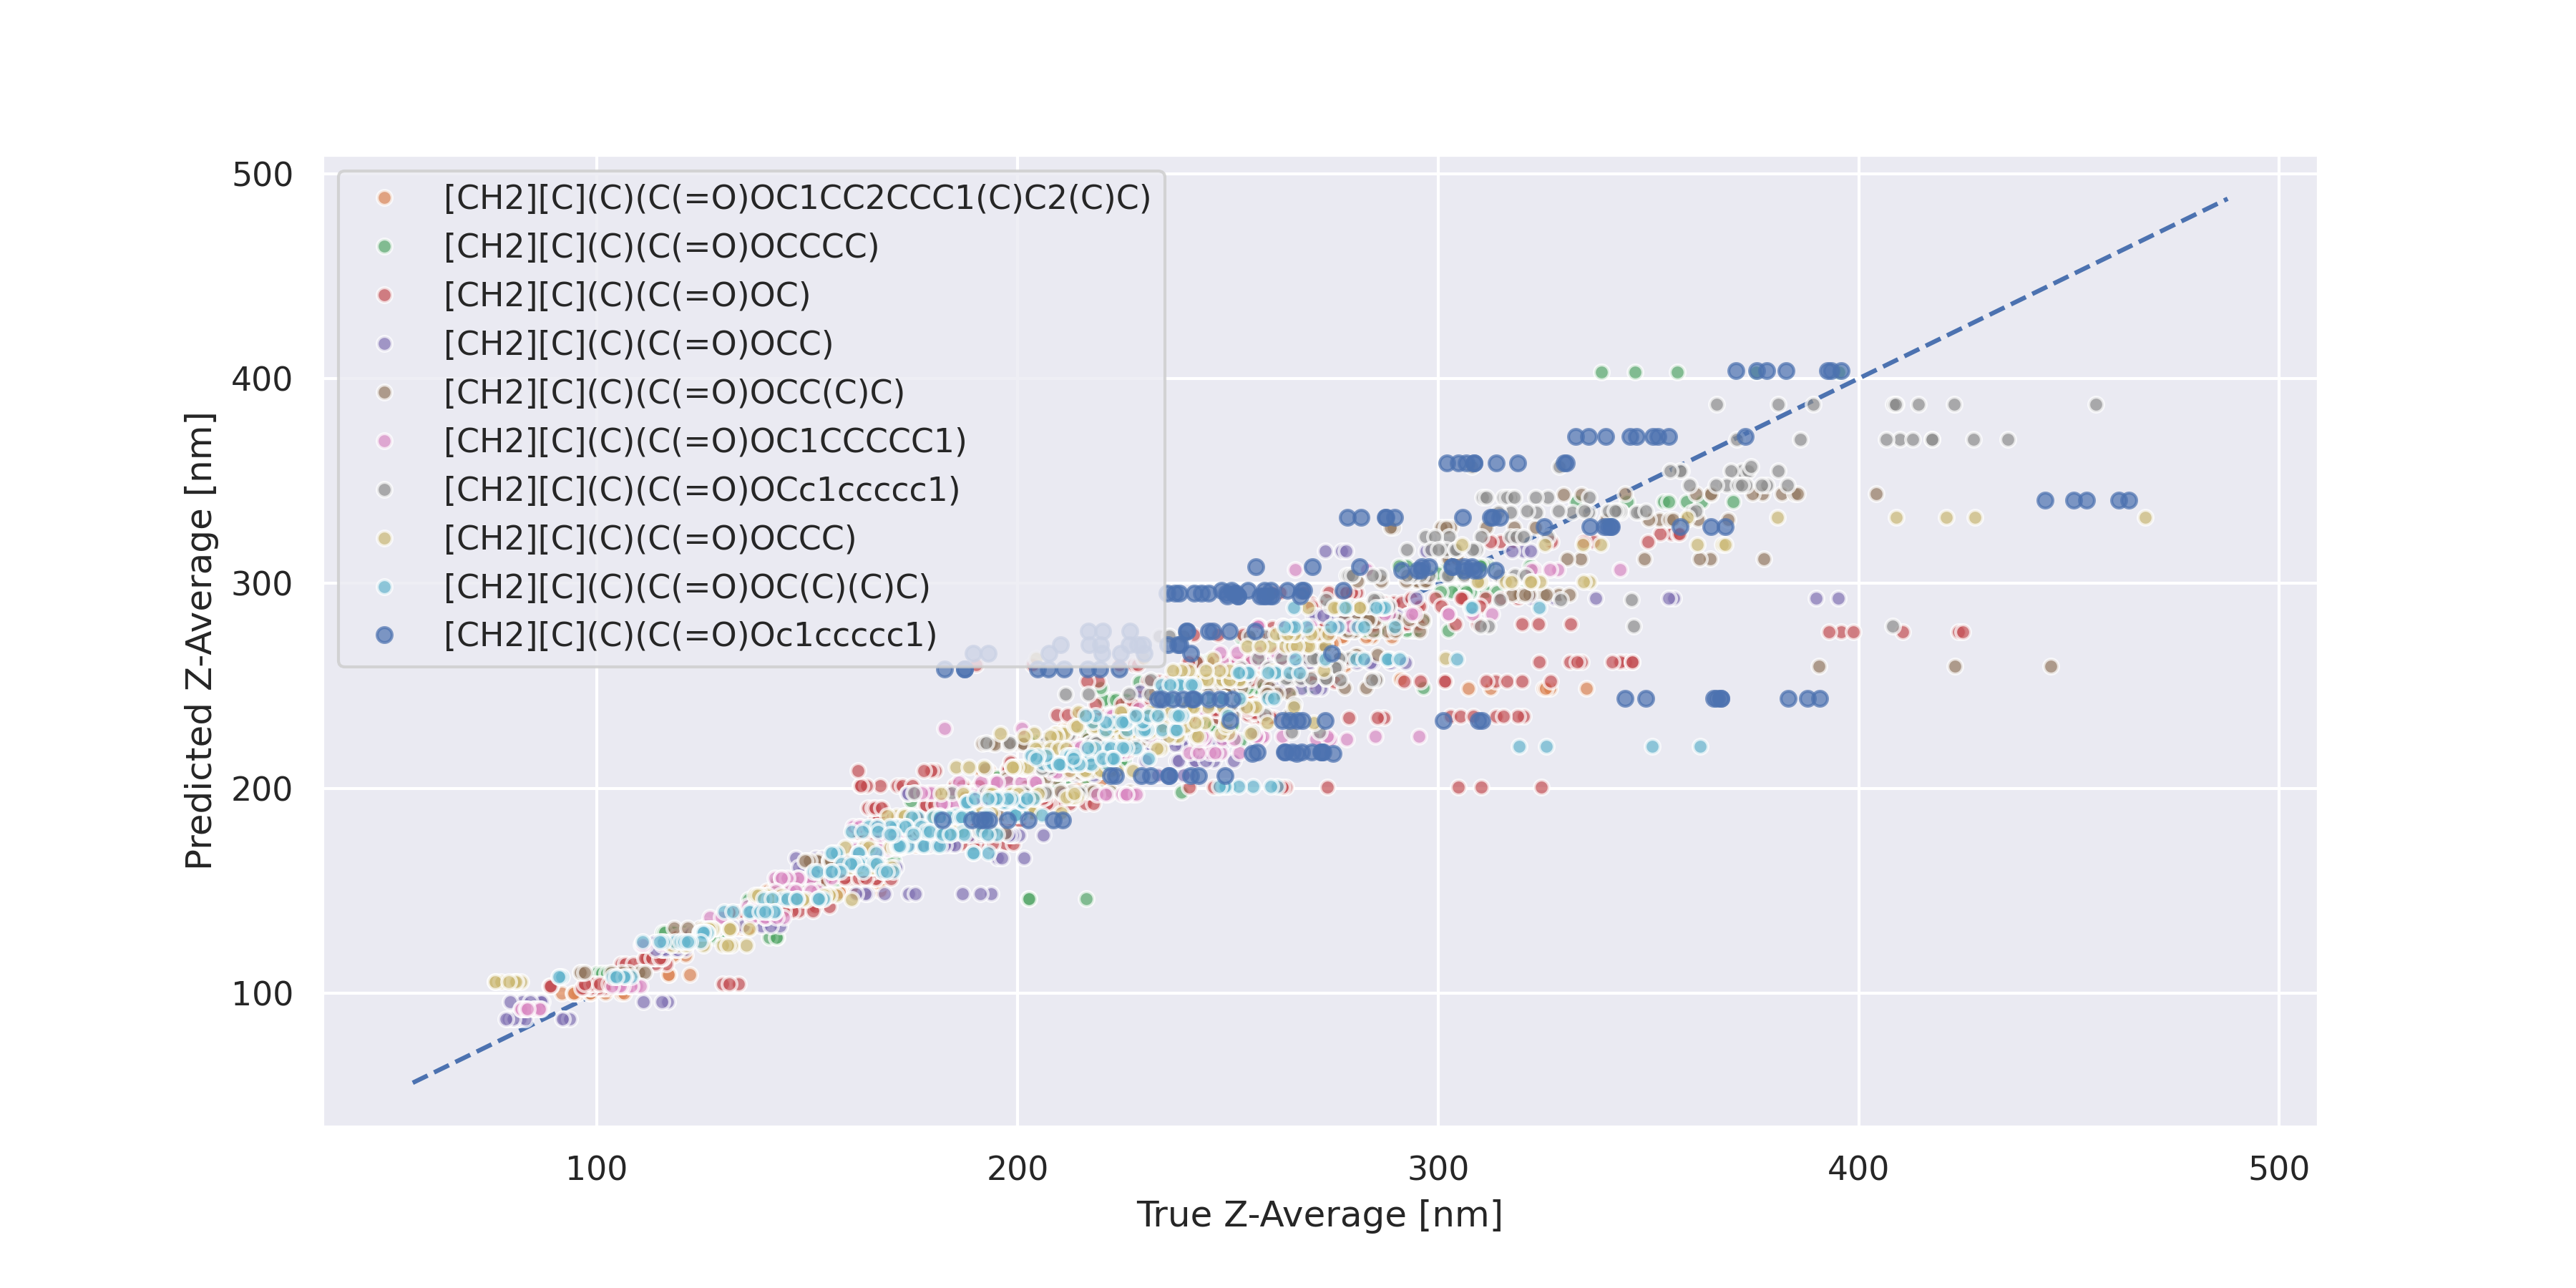 500
400
300
200
100
Predicted Z-Average [nm]
[CH2][C](C)(C(=O)OC1CC2CCC1(C)C2(C)C)
[CH2][C](C)(C(=O)OCCCC)
[CH2][C](C)(C(=O)OC)
[CH2][C](C)(C(=O)OCC)
[CH2][C](C)(C(=O)OCC(C)C)
[CH2][C](C)(C(=O)OC1CCCCC1)
[CH2][C](C)(C(=O)OCc1ccccc1)
[CH2][C](C)(C(=O)OCCC)
[CH2][C](C)(C(=O)OC(C)(C)C)
[CH2][C](C)(C(=O)Oc1ccccc1)
100 200 300 400 500
True Z-Average [nm]